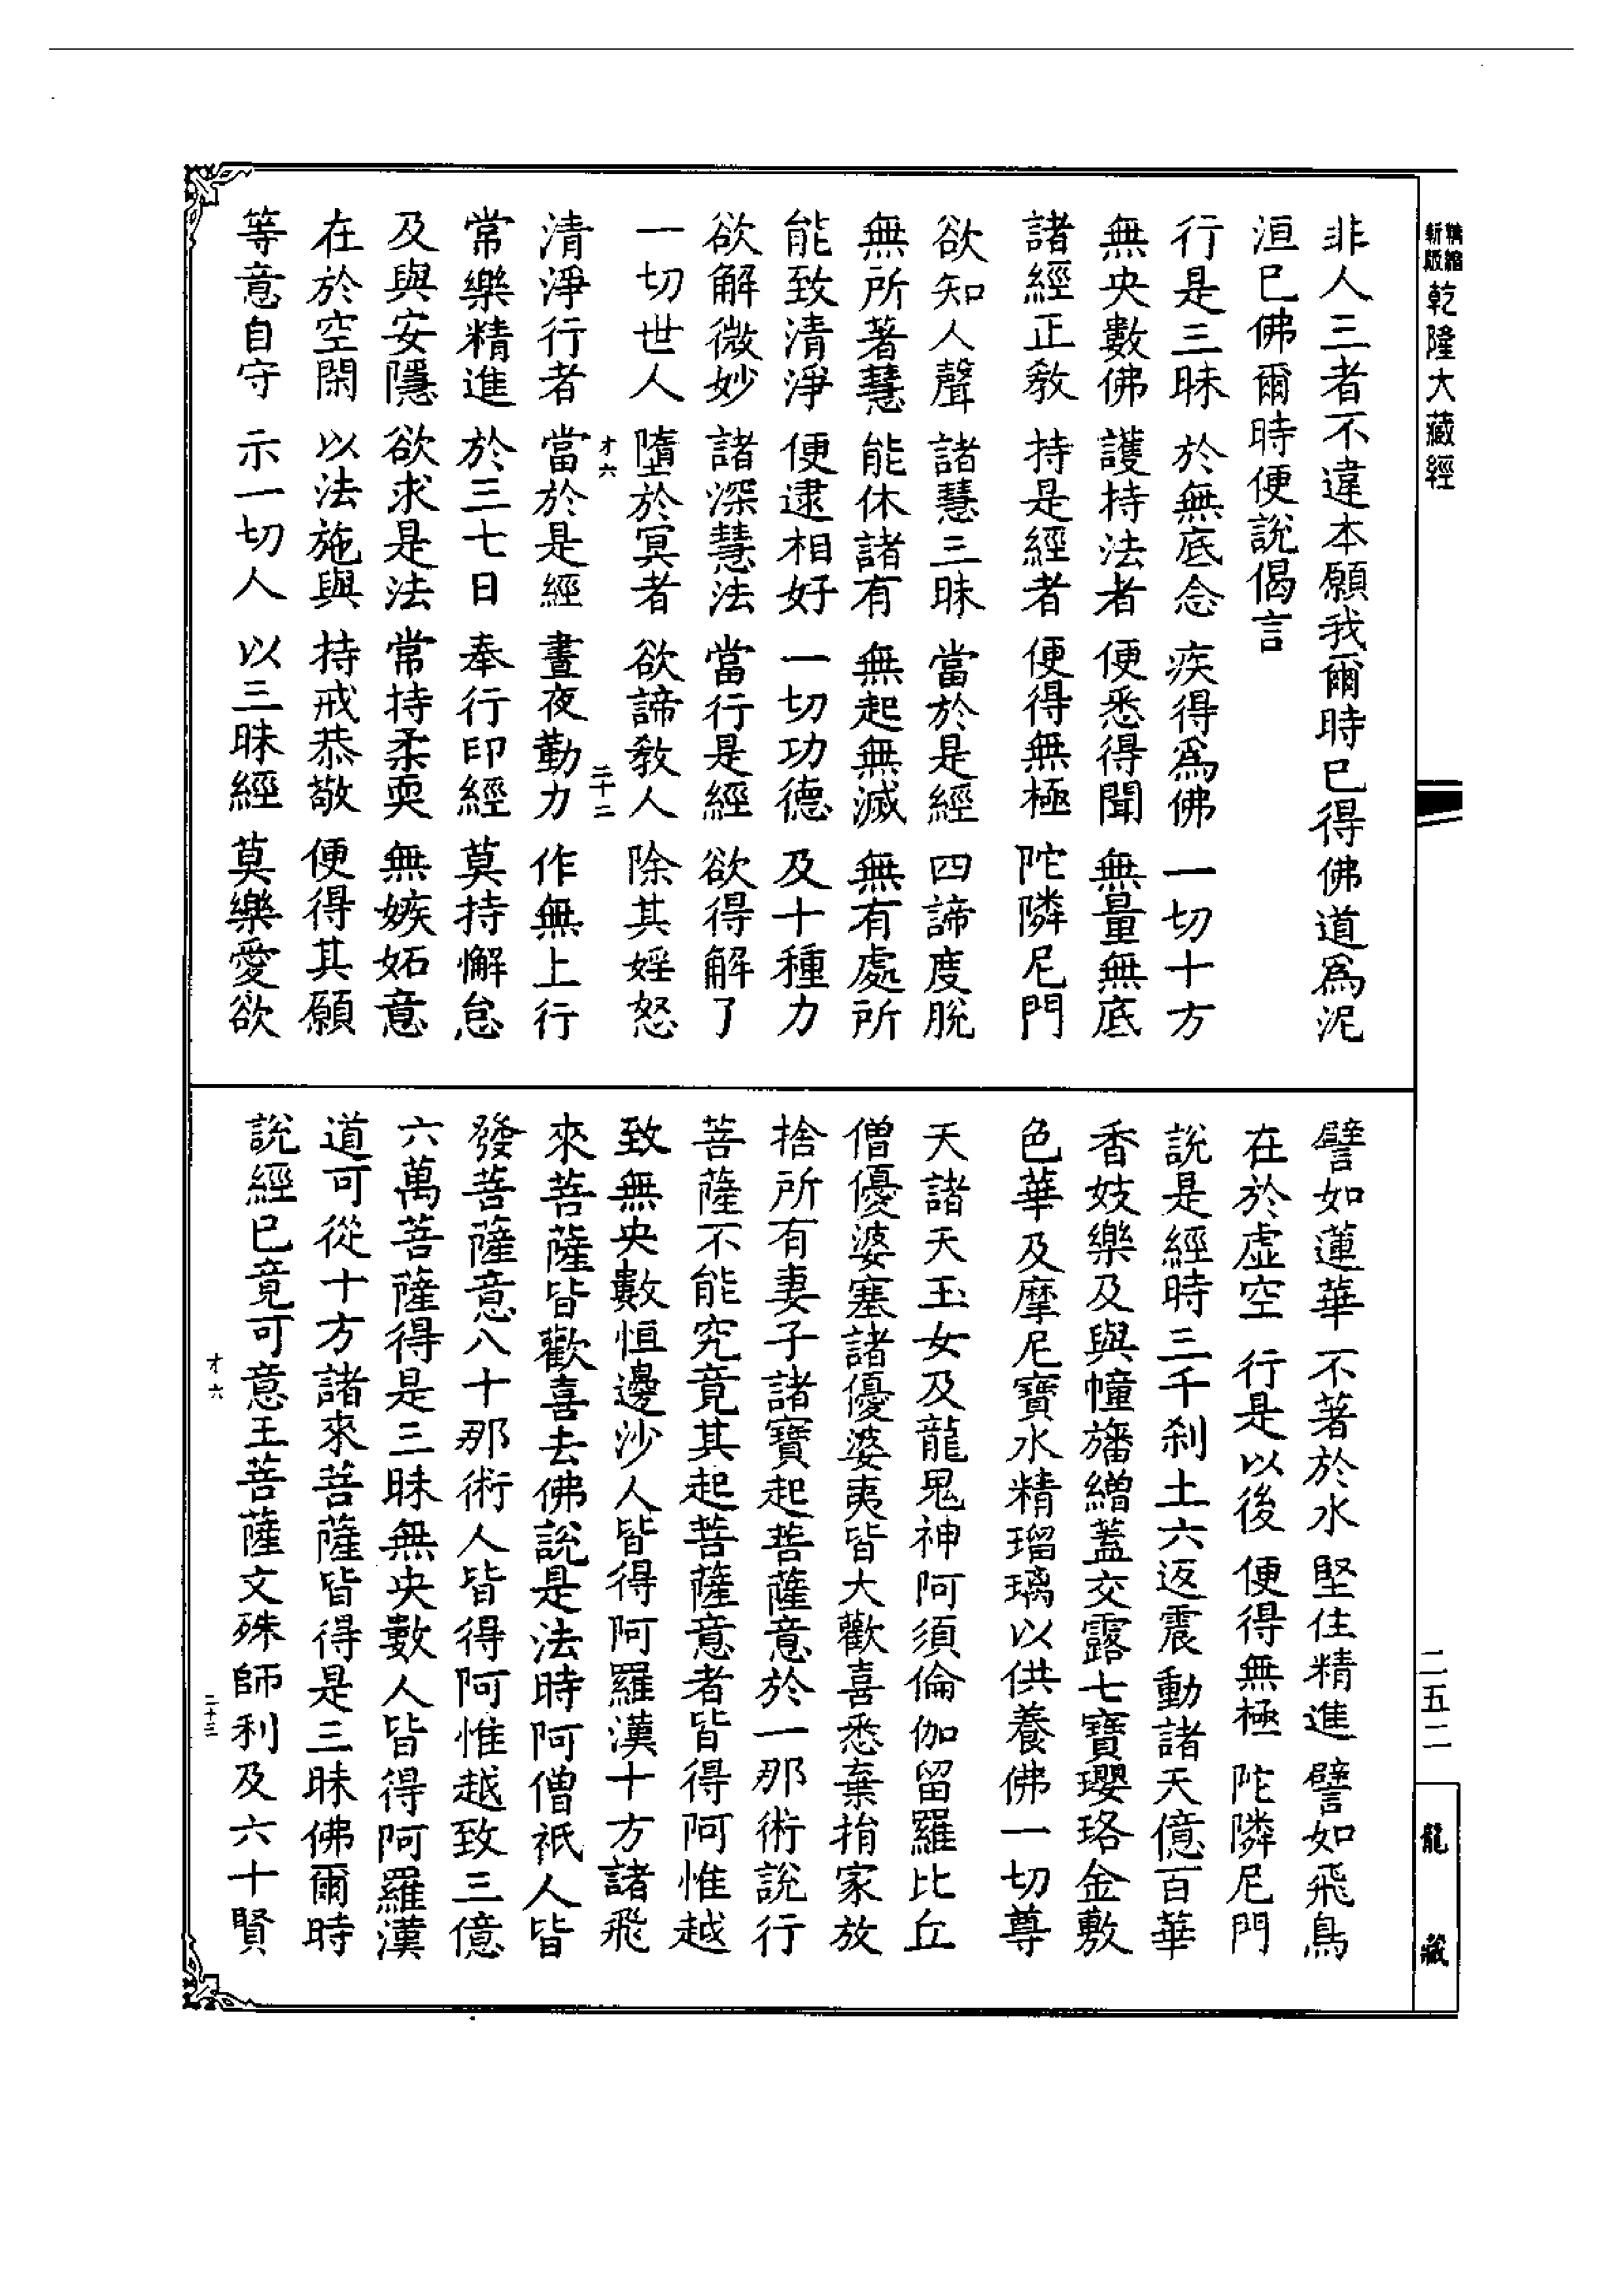 精縮新版乾隆大藏經
非人三者不違本願我爾時已得佛道爲泥
洹已佛爾時便說偈言
行是三昧 於無底念 疾得爲佛 一切十方
無央數佛 護持法者 便悉得聞 無量無底
諸經正教 持是經者 便得無極 陀隣尼門
欲知人聲 諸慧三昧 當於是經 四諦度脫
無所著慧 能休諸有 無起無滅 無有處所
能致清淨 便逮相好 一切功德 及十種力
欲解微妙 諸深慧法 當行是經 欲得解了
一切世人 墮於冥者 欲諦教人 除其婬怒
才六 二十二
清淨行者 當於是經 晝夜勤力 作無上行
常樂精進 於三七日 奉行印經 莫持懈怠
及與安隱 欲求是法 常持柔耎 無嫉妬意
在於空閑 以法施與 持戒恭敬 便得其願
等意自守 示一切人 以三昧經 莫樂愛欲
譬如蓮華 不著於水 堅住精進 譬如飛鳥
在於虛空 行是以後 便得無極 陀隣尼門
說是經時三千刹土六返震動諸天億百華
香妓樂及與幢旛繒蓋交露七寶瓔珞金敷
色華及摩尼寶水精瑠璃以供養佛一切尊
天諸天玉女及龍鬼神阿須倫伽留羅比丘
僧優婆塞諸優婆夷皆大歡喜悉棄捐家放
捨所有妻子諸寶起菩薩意於一那術說行
菩薩不能究竟其起菩薩意者皆得阿惟越
致無央數恒邊沙人皆得阿羅漢十方諸飛
來菩薩皆歡喜去佛說是法時阿僧祇人皆
發菩薩意八十那術人皆得阿惟越致三億
六萬菩薩得是三昧無央數人皆得阿羅漢
道可從十方諸來菩薩皆得是三昧佛爾時
說經已竟可意王菩薩文殊師利及六十賢
才六 二十三
二五二
龍藏